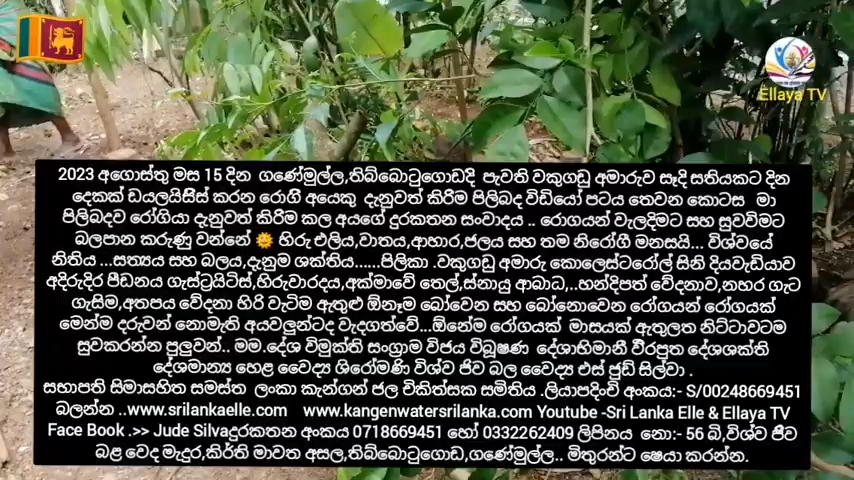 Ellaya TV
2023 අගෝස්තු මස 15 දින ගණේමුල්ල,තිබ්බොටුගොඩදි පැවති වකුගඩු අමාරුව සෑදි සතියකට දින
දෙකක් ඩයලයිසිස් කරන රොගී අයෙකු දැනුවත් කිරිම පිලිබද විඩියෝ පටය තෙවන කොටස මා
පිලිබදව රෝගියා දැනුවත් කිරිම කල අයගේ දුරකතන සංවාදය .. රොගයන් වැලදිමට සහ සුවවිමට
බලපාන කරුණු වන්නේ 🌞 හිරු එලිය,වාතය,ආහාර,ජලය සහ තම නිරෝගී මනසයි... විශ්වයේ
නිතිය ...සත්‍යය සහ බලය,දැනුම ශක්තිය......පිලිකා .වකුගඩු අමාරු කොලෙස්ටරෝල් සිනි දියවැඩියාව
අදිරුදිර පීඩනය ගැස්ට්‍රයිටිස්,හිරුවාරදය,අක්මාවේ තෙල්,ස්නායු ආබාධ,..හන්දිපත් වේදනාව,නහර ගැට
ගැසිම,අතපය වේදනා හිරි වැටිම ඇතුළු ඕනෑම බෝවෙන සහ බෝනොවෙන රෝගයන් රෝගයක්
මෙන්ම දරුවන් නොමැති අයවලුන්ටද වැදගත්වේ...ඕනේම රෝගයක් මාසයක් ඇතුලත නිට්ටාවටම
සුවකරන්න පුලුවන්.. මම.දේශ විමුක්ති සංග්‍රාම විජය විබූෂණ දේශාභිමානී වීරපුත දේශශක්ති
දේශමාන්‍ය හෙළ වෛද්‍ය ශිරෝමණි විශ්ව ජිව බල වෛද්‍ය එස් ජුඩ් සිල්වා .
සභාපති සිමාසහිත සමස්ත ලංකා කැන්ගන් ජල චිකිත්සක සමිතිය .ලියාපදිංචි අංකය:- S/00248669451
බලන්න ..www.srilankaelle.com www.kangenwatersrilanka.com Youtube -Sri Lanka Elle & Ellaya TV
Face Book .>> Jude Silvaදුරකතන අංකය 0718669451 හෝ 0332262409 ලිපිනය නො:- 56 බි,විශ්ව ජීව
බළ වෙද මැදුර,කිර්ති මාවත අසල,තිබ්බොටුගොඩ,ගණේමුල්ල.. මිතුරන්ට ෂෙයා කරන්න.